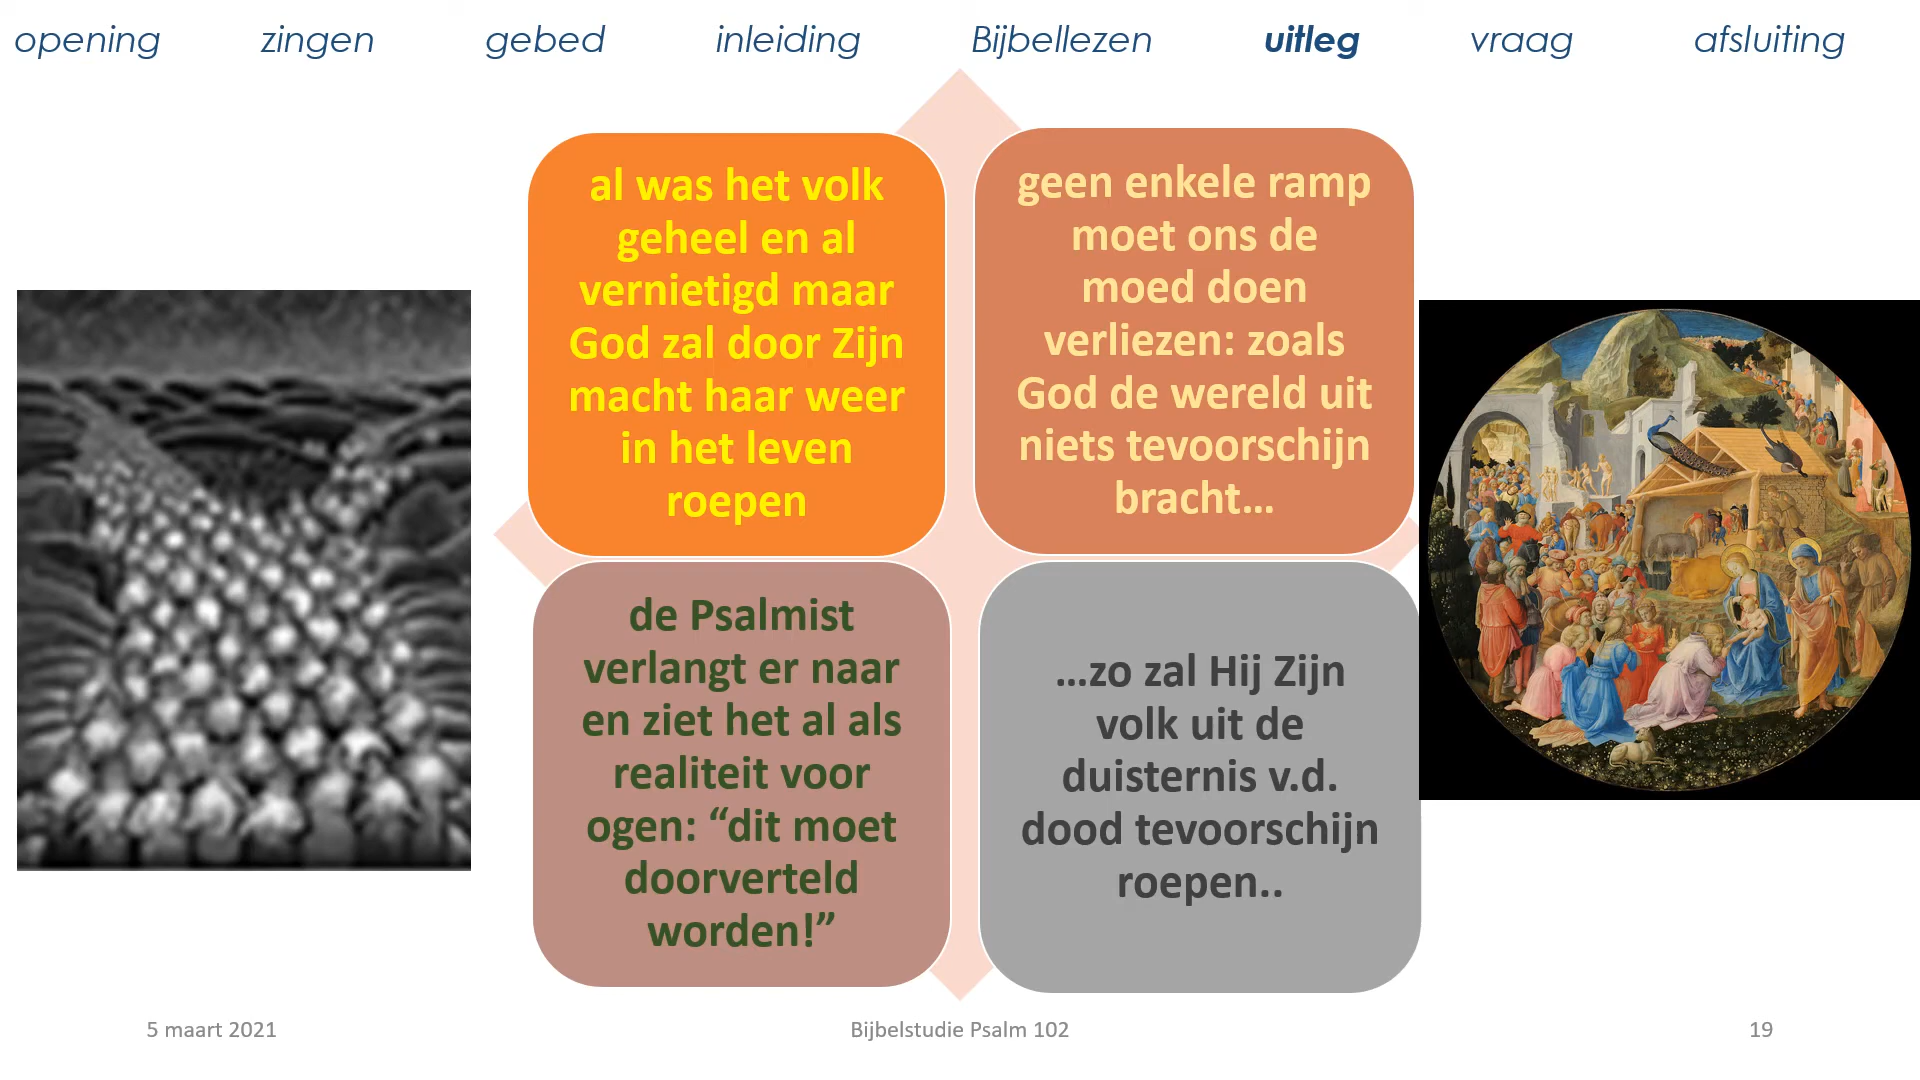 opening zingen gebed inleiding Bijbellezen uitleg vraag afsluiting
al was het volk
geheel en al
vernietigd maar
God zal door Zijn
macht haar weer
in het leven
roepen
geen enkele ramp
moet ons de
moed doen
verliezen: zoals
God de wereld uit
niets tevoorschijn
bracht...
de Psalmist
verlangt er naar
en ziet het al als
realiteit voor
ogen: “dit moet
doorverteld
worden!”
...zo zal Hij Zijn
volk uit de
duisternis v.d.
dood tevoorschijn
roepen..
5 maart 2021 Bijbelstudie Psalm 102 19